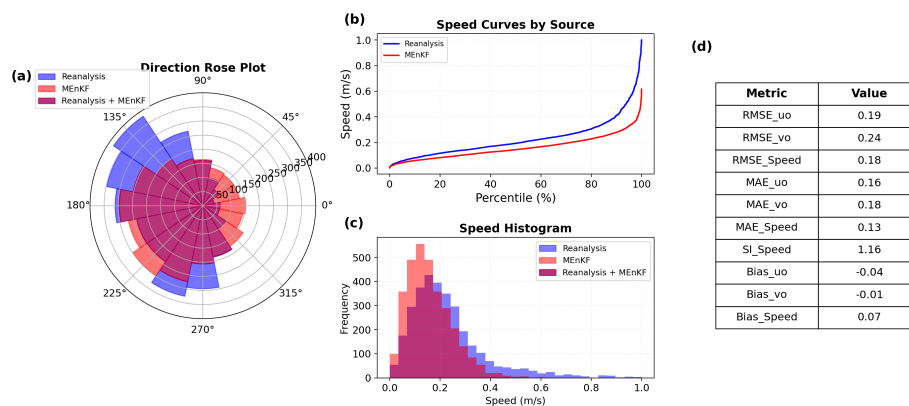 (a)
Direction Rose Plot
Reanalysis
MEnKF
Reanalysis + MEnKF
90°
135°
45°
180°
0°
225°
315°
270°
50
100
150
200
250
300
350
400
(b)
Speed Curves by Source
Reanalysis
MEnKF
Speed (m/s)
1.0
0.8
0.6
0.4
0.2
0.0
0 20 40 60 80 100
Percentile (%)
(c)
Speed Histogram
Reanalysis
MEnKF
Reanalysis + MEnKF
Frequency
500
400
300
200
100
0
0.0 0.2 0.4 0.6 0.8 1.0
Speed (m/s)
(d)
Metric Value
RMSE_uo 0.19
RMSE_vo 0.24
RMSE_Speed 0.18
MAE_uo 0.16
MAE_vo 0.18
MAE_Speed 0.13
SI_Speed 1.16
Bias_uo -0.04
Bias_vo -0.01
Bias_Speed 0.07